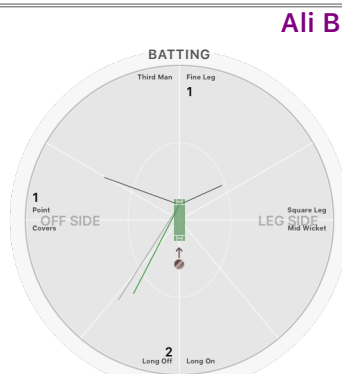 Ali B
BATTING
Third Man Fine Leg
1
1
Point Square Leg
OFF SIDE LEG SIDE
Covers Mid Wicket
2
Long Off Long On